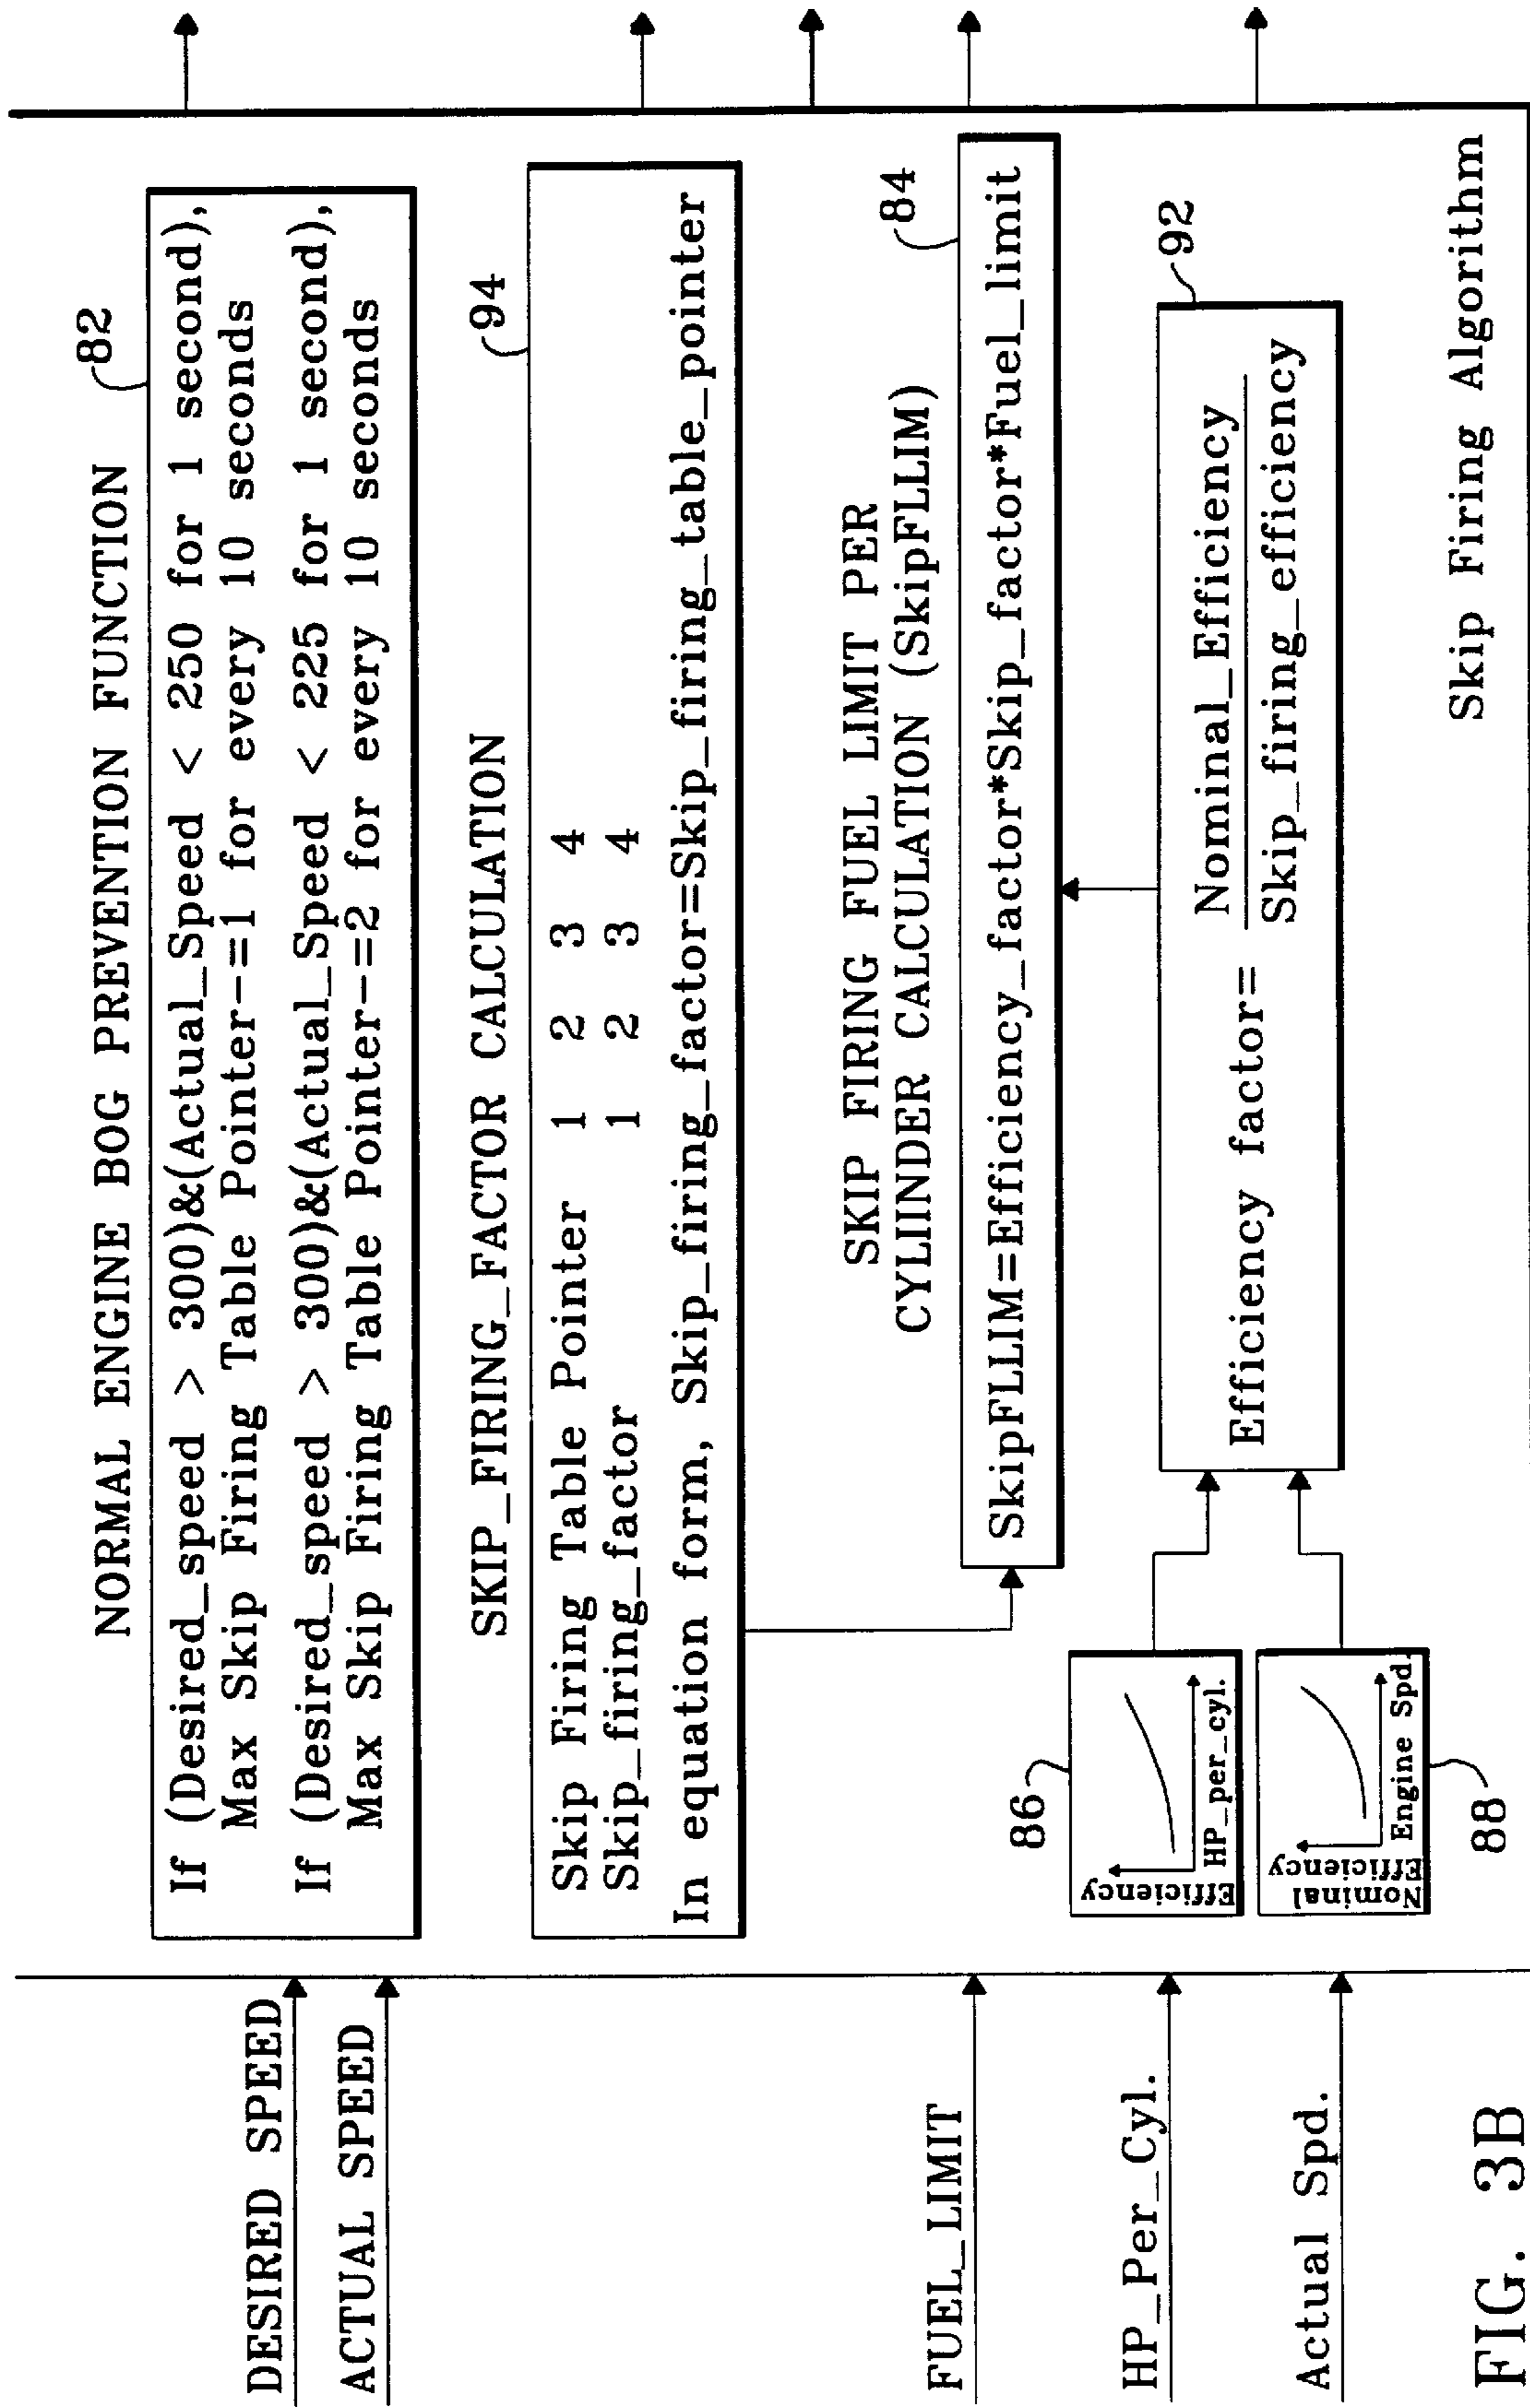 DESIRED SPEED
ACTUAL SPEED
FUEL_LIMIT
HP_Per_Cyl.
Actual Spd.
FIG. 3B
NORMAL ENGINE BOG PREVENTION FUNCTION
82
If (Desired_speed > 300)&(Actual_Speed < 250 for 1 second),
Max Skip Firing Table Pointer-=1 for every 10 seconds
If (Desired_speed > 300)&(Actual_Speed < 225 for 1 second),
Max Skip Firing Table Pointer-=2 for every 10 seconds
SKIP_FIRING_FACTOR CALCULATION
94
Skip Firing Table Pointer 1 2 3 4
Skip_firing_factor 1 2 3 4
In equation form, Skip_firing_factor=Skip_firing_table_pointer
SKIP FIRING FUEL LIMIT PER
CYLIINDER CALCULATION (SkipFLLIM)
84
SkipFLLIM=Efficiency_factor*Skip_factor*Fuel_limit
86
Efficiency
HP_per_cyl.
Nominal
Efficiency
Engine Spd.
88
92
Efficiency factor= Nominal_Efficiency
Skip_firing_efficiency
Skip Firing Algorithm